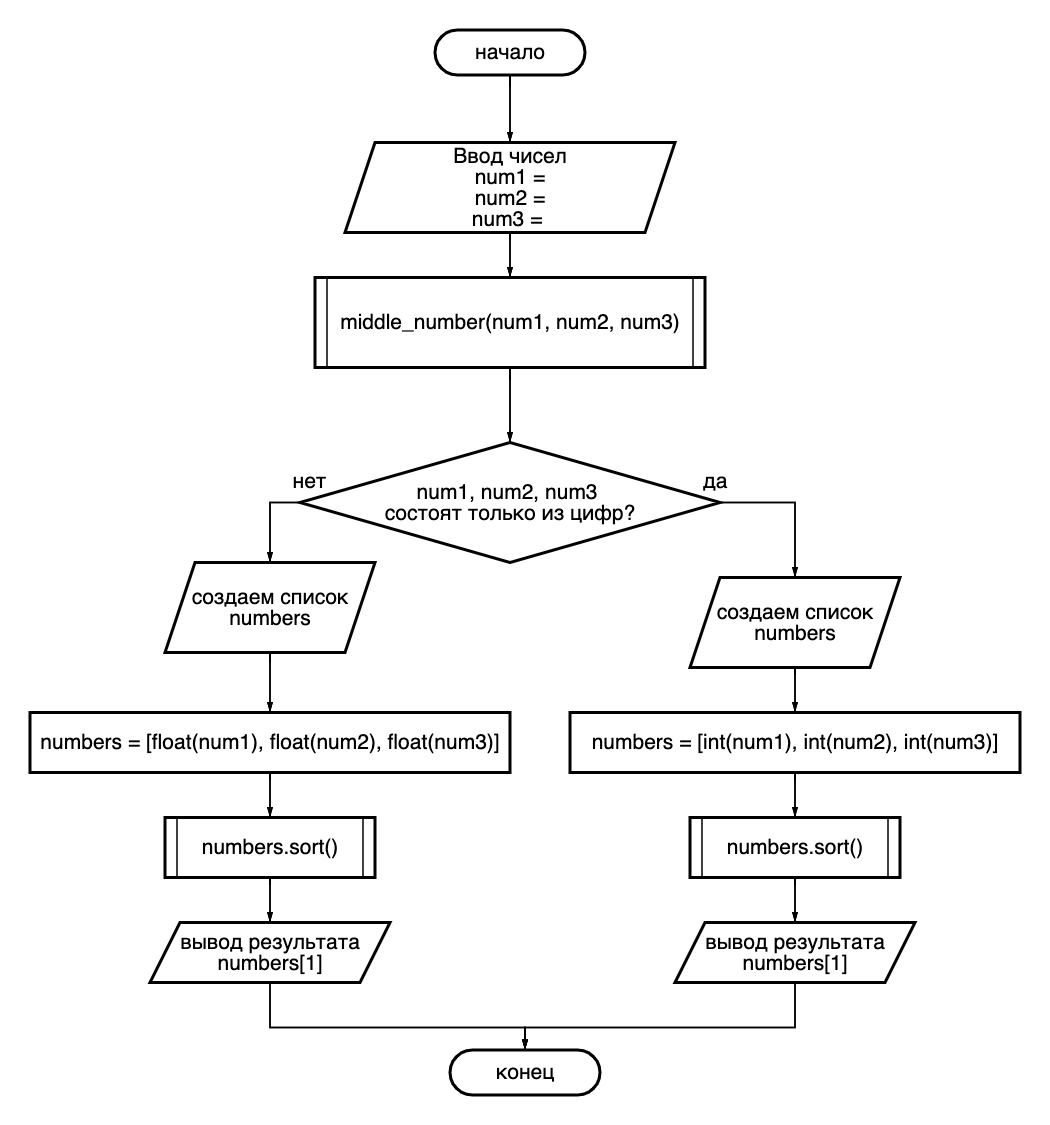 начало
Ввод чисел
num1 =
num2 =
num3 =
middle_number(num1, num2, num3)
нет
да
num1, num2, num3
состоят только из цифр?
создаем список
numbers
создаем список
numbers
numbers = [float(num1), float(num2), float(num3)]
numbers = [int(num1), int(num2), int(num3)]
numbers.sort()
numbers.sort()
вывод результата
numbers[1]
вывод результата
numbers[1]
конец